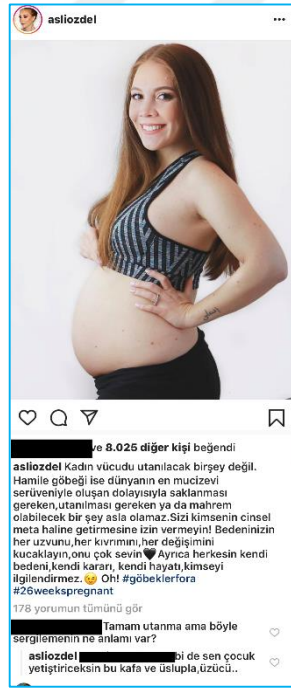 asliozdel
ve 8.025 diğer kişi beğendi
asliozdel Kadın vücudu utanılacak birşey değil.
Hamile göbeği ise dünyanın en mucizevi
serüveniyle oluşan dolayısıyla saklanması
gereken,utanılması gereken ya da mahrem
olabilecek bir şey asla olamaz.Sizi kimsenin cinsel
meta haline getirmesine izin vermeyin! Bedeninizin
her uzvunu,her kıvrımını,her değişimini
kucaklayın,onu çok sevin🖤Ayrıca herkesin kendi
bedeni,kendi kararı, kendi hayatı,kimseyi
ilgilendirmez.😉 Oh! #göbeklerfora
#26weekspregnant
178 yorumun tümünü gör
Tamam utanma ama böyle
sergilemenin ne anlamı var?
asliozdel bi de sen çocuk
yetiştiriceksin bu kafa ve üslupla,üzücü..